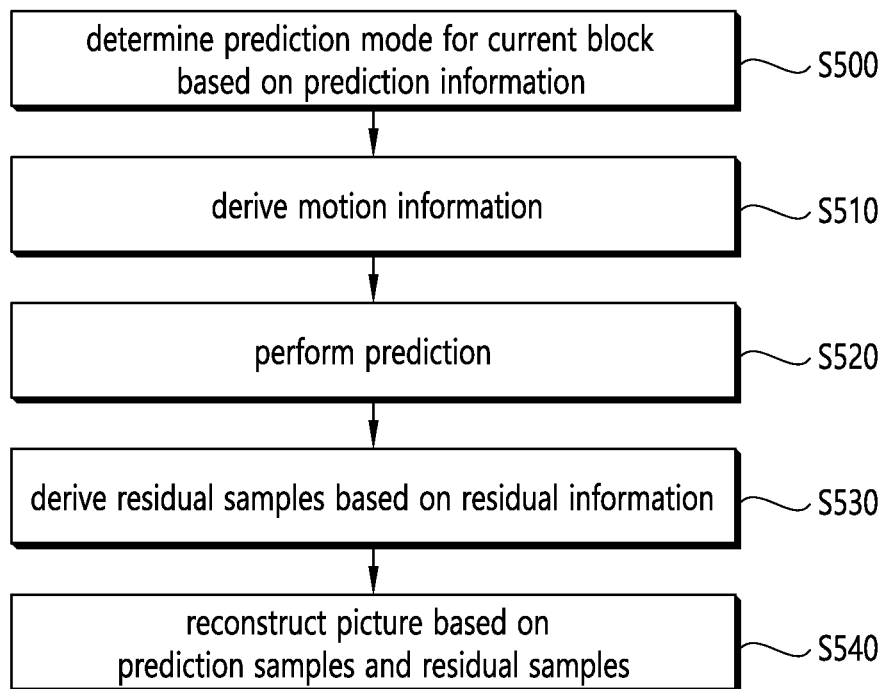 determine prediction mode for current block
based on prediction information
S500
derive motion information
S510
perform prediction
S520
derive residual samples based on residual information
S530
reconstruct picture based on
prediction samples and residual samples
S540